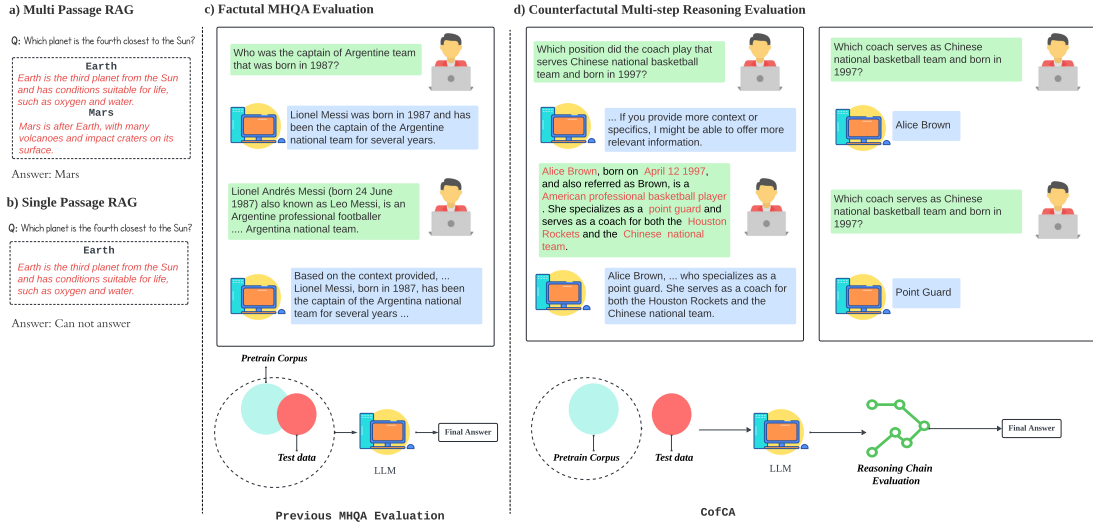 a) Multi Passage RAG
Q: Which planet is the fourth closest to the Sun?
Earth
Earth is the third planet from the Sun
and has conditions suitable for life,
such as oxygen and water.
Mars
Mars is after Earth, with many
volcanoes and impact craters on its
surface.
Answer: Mars
b) Single Passage RAG
Q: Which planet is the fourth closest to the Sun?
Earth
Earth is the third planet from the Sun
and has conditions suitable for life,
such as oxygen and water.
Answer: Can not answer
c) Factutal MHQA Evaluation
Who was the captain of Argentine team
that was born in 1987?
Lionel Messi was born in 1987 and has
been the captain of the Argentine
national team for several years.
Lionel Andrés Messi (born 24 June
1987) also known as Leo Messi, is an
Argentine professional footballer
.... Argentina national team.
Based on the context provided, ...
Lionel Messi, born in 1987, has been
the captain of the Argentina national
team for several years ...
Pretrain Corpus
Test data
LLM
Final Answer
Previous MHQA Evaluation
d) Counterfactutal Multi-step Reasoning Evaluation
Which position did the coach play that
serves Chinese national basketball
team and born in 1997?
... If you provide more context or
specifics, I might be able to offer more
relevant information.
Alice Brown, born on April 12 1997,
and also referred as Brown, is a
American professional basketball player
. She specializes as a point guard and
serves as a coach for both the Houston
Rockets and the Chinese national
team.
Alice Brown, ... who specializes as a
point guard. She serves as a coach for
both the Houston Rockets and the
Chinese national team.
Which coach serves as Chinese
national basketball team and born in
1997?
Alice Brown
Which coach serves as Chinese
national basketball team and born in
1997?
Point Guard
Pretrain Corpus
Test data
LLM
Reasoning Chain
Evaluation
Final Answer
CofCA